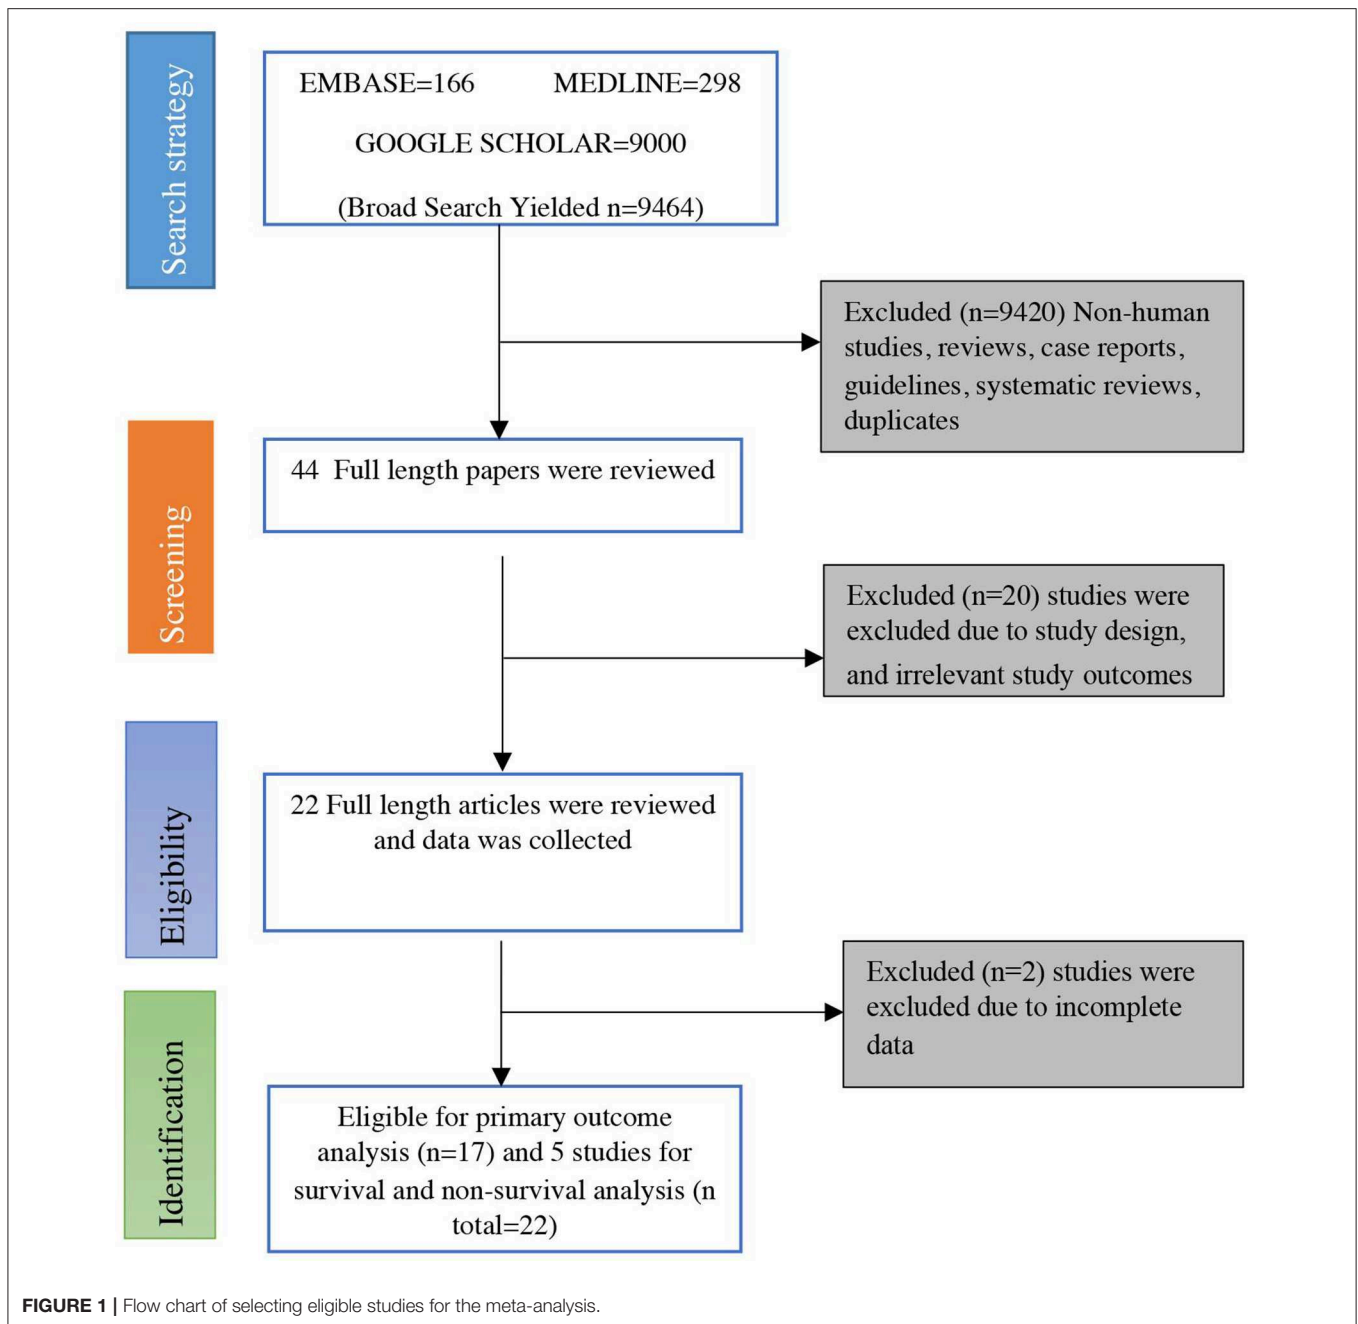 Search strategy
EMBASE=166 MEDLINE=298
GOOGLE SCHOLAR=9000
(Broad Search Yielded n=9464)
Excluded (n=9420) Non-human
studies, reviews, case reports,
guidelines, systematic reviews,
duplicates
Screening
44 Full length papers were reviewed
Excluded (n=20) studies were
excluded due to study design,
and irrelevant study outcomes
Eligibility
22 Full length articles were reviewed
and data was collected
Excluded (n=2) studies were
excluded due to incomplete
data
Identification
Eligible for primary outcome
analysis (n=17) and 5 studies for
survival and non-survival analysis (n
total=22)
FIGURE 1 | Flow chart of selecting eligible studies for the meta-analysis.